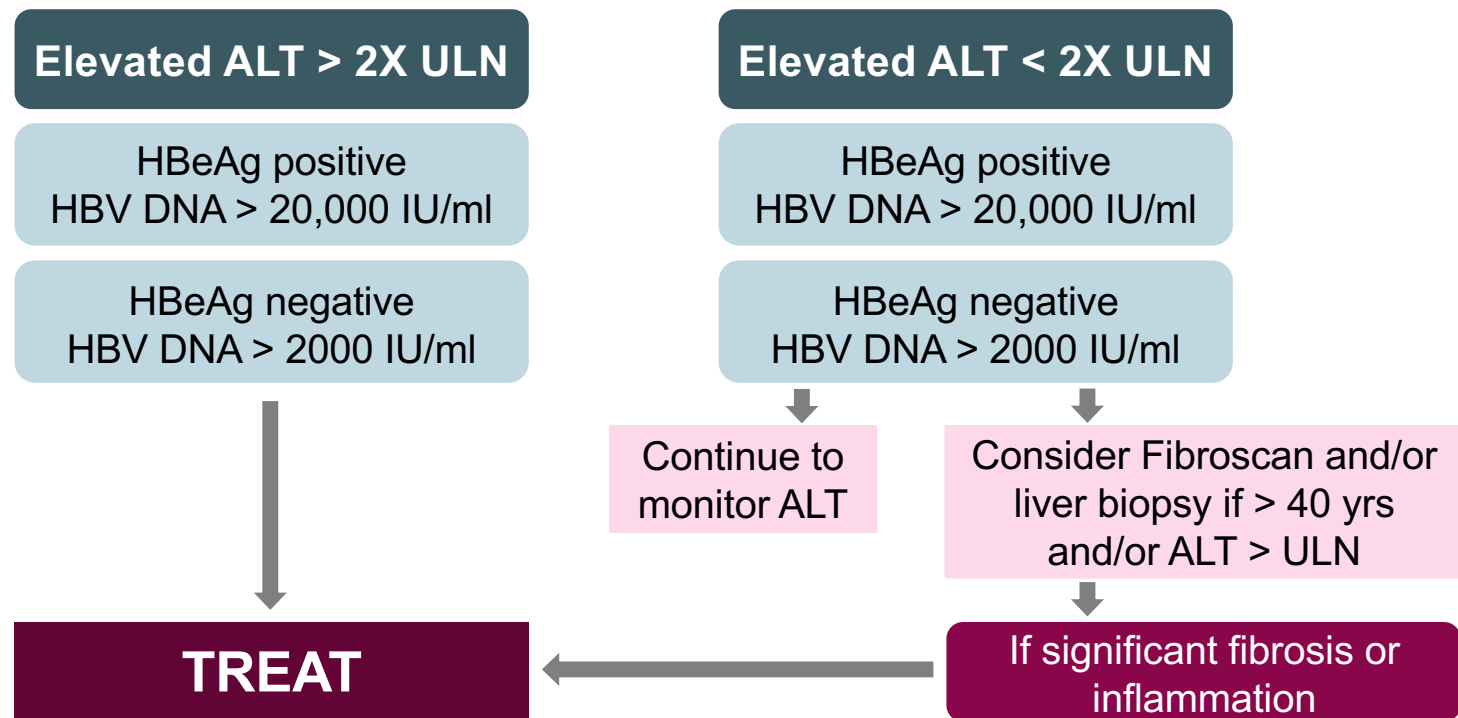 Elevated ALT > 2X ULN
HBeAg positive
HBV DNA > 20,000 IU/ml
HBeAg negative
HBV DNA > 2000 IU/ml
TREAT
Elevated ALT < 2X ULN
HBeAg positive
HBV DNA > 20,000 IU/ml
HBeAg negative
HBV DNA > 2000 IU/ml
Continue to
monitor ALT
Consider Fibroscan and/or
liver biopsy if > 40 yrs
and/or ALT > ULN
If significant fibrosis or
inflammation